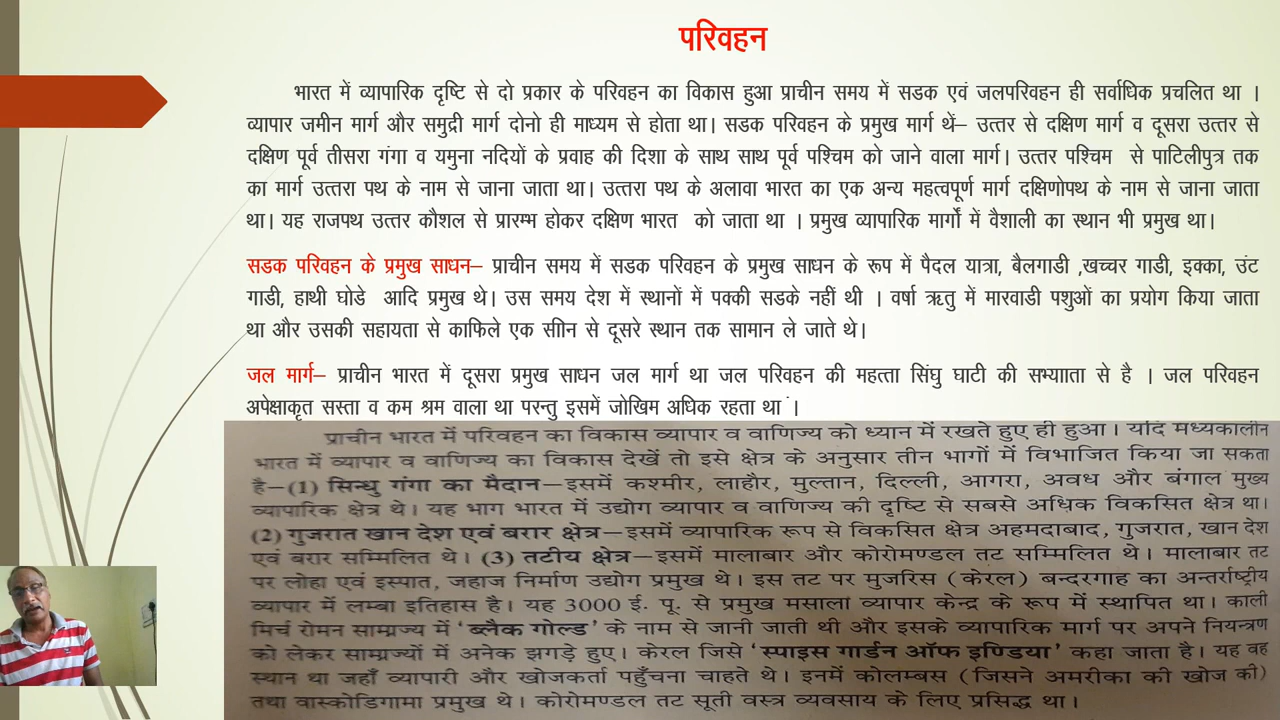 परिवहन
भारत में व्यापारिक दृष्टि से दो प्रकार के परिवहन का विकास हुआ प्राचीन समय में सडक एवं जलपरिवहन ही सर्वाधिक प्रचलित था ।
व्यापार जमीन मार्ग और समुद्री मार्ग दोनो ही माध्यम से होता था। सडक परिवहन के प्रमुख मार्ग थें– उत्तर से दक्षिण मार्ग व दूसरा उत्तर से
दक्षिण पूर्व तीसरा गंगा व यमुना नदियों के प्रवाह की दिशा के साथ साथ पूर्व पश्चिम को जाने वाला मार्ग। उत्तर पश्चिम से पाटिलीपुत्र तक
का मार्ग उत्तरा पथ के नाम से जाना जाता था। उत्तरा पथ के अलावा भारत का एक अन्य महत्वपूर्ण मार्ग दक्षिणोपथ के नाम से जाना जाता
था। यह राजपथ उत्तर कौशल से प्रारम्भ होकर दक्षिण भारत को जाता था । प्रमुख व्यापारिक मार्गों में वैशाली का स्थान भी प्रमुख था।
सडक परिवहन के प्रमुख साधन– प्राचीन समय में सडक परिवहन के प्रमुख साधन के रूप में पैदल यात्रा, बैलगाडी ,खच्चर गाडी, इक्का, उंट
गाडी, हाथी घोडे आदि प्रमुख थे। उस समय देश में स्थानों में पक्की सडके नहीं थी । वर्षा ऋतु में मारवाडी पशुओं का प्रयोग किया जाता
था और उसकी सहायता से काफिले एक सीान से दूसरे स्थान तक सामान ले जाते थे।
जल मार्ग– प्राचीन भारत में दूसरा प्रमुख साधन जल मार्ग था जल परिवहन की महत्ता सिंघु घाटी की सभ्याता से है । जल परिवहन
अपेक्षाकृत सस्ता व कम श्रम वाला था परन्तु इसमें जोखिम अधिक रहता था ।
प्राचीन भारत में परिवहन का विकास व्यापार व वाणिज्य को ध्यान में रखते हुए ही हुआ। यदि मध्यकालीन
भारत में व्यापार व वाणिज्य का विकास देखें तो इसे क्षेत्र के अनुसार तीन भागों में विभाजित किया जा सकता
है–(1) सिन्धु गंगा का मैदान–इसमें कश्मीर, लाहौर, मुल्तान, दिल्ली, आगरा, अवध और बंगाल मुख्य
व्यापारिक क्षेत्र थे। यह भाग भारत में उद्योग व्यापार व वाणिज्य की दृष्टि से सबसे अधिक विकसित क्षेत्र था।
(2) गुजरात खान देश एवं बरार क्षेत्र–इसमें व्यापारिक रूप से विकसित क्षेत्र अहमदाबाद, गुजरात, खान देश
एवं बरार सम्मिलित थे। (3) तटीय क्षेत्र–इसमें मालाबार और कोरोमण्डल तट सम्मिलित थे। मालाबार तट
पर लोहा एवं इस्पात, जहाज निर्माण उद्योग प्रमुख थे। इस तट पर मुजरिस (केरल) बन्दरगाह का अन्तर्राष्ट्रीय
व्यापार में लम्बा इतिहास है। यह 3000 ई. पू. से प्रमुख मसाला व्यापार केन्द्र के रूप में स्थापित था। काली
मिर्च रोमन साम्राज्य में 'ब्लैक गोल्ड' के नाम से जानी जाती थी और इसके व्यापारिक मार्ग पर अपने नियन्त्रण
को लेकर साम्राज्यों में अनेक झगड़े हुए। केरल जिसे 'स्पाइस गार्डन ऑफ इण्डिया' कहा जाता है। यह वह
स्थान था जहाँ व्यापारी और खोजकर्ता पहुँचना चाहते थे। इनमें कोलम्बस (जिसने अमरीका की खोज की)
तथा वास्कोडिगामा प्रमुख थे। कोरोमण्डल तट सूती वस्त्र व्यवसाय के लिए प्रसिद्ध था।